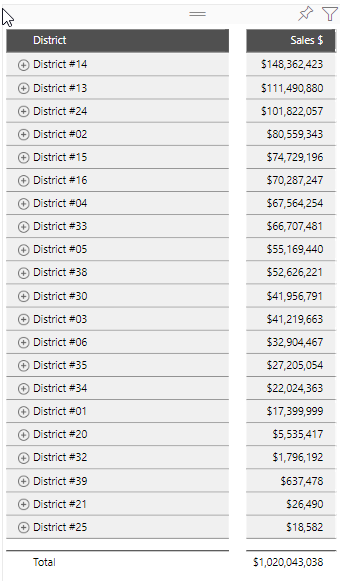 District Sales $
District #14 $148,362,423
District #13 $111,490,880
District #24 $101,822,057
District #02 $80,559,343
District #15 $74,729,196
District #16 $70,287,247
District #04 $67,564,254
District #33 $66,707,481
District #05 $55,169,440
District #38 $52,626,221
District #30 $41,956,791
District #03 $41,219,663
District #06 $32,904,467
District #35 $27,205,054
District #34 $22,024,363
District #01 $17,399,999
District #20 $5,535,417
District #32 $1,796,192
District #39 $637,478
District #21 $26,490
District #25 $18,582
Total $1,020,043,038